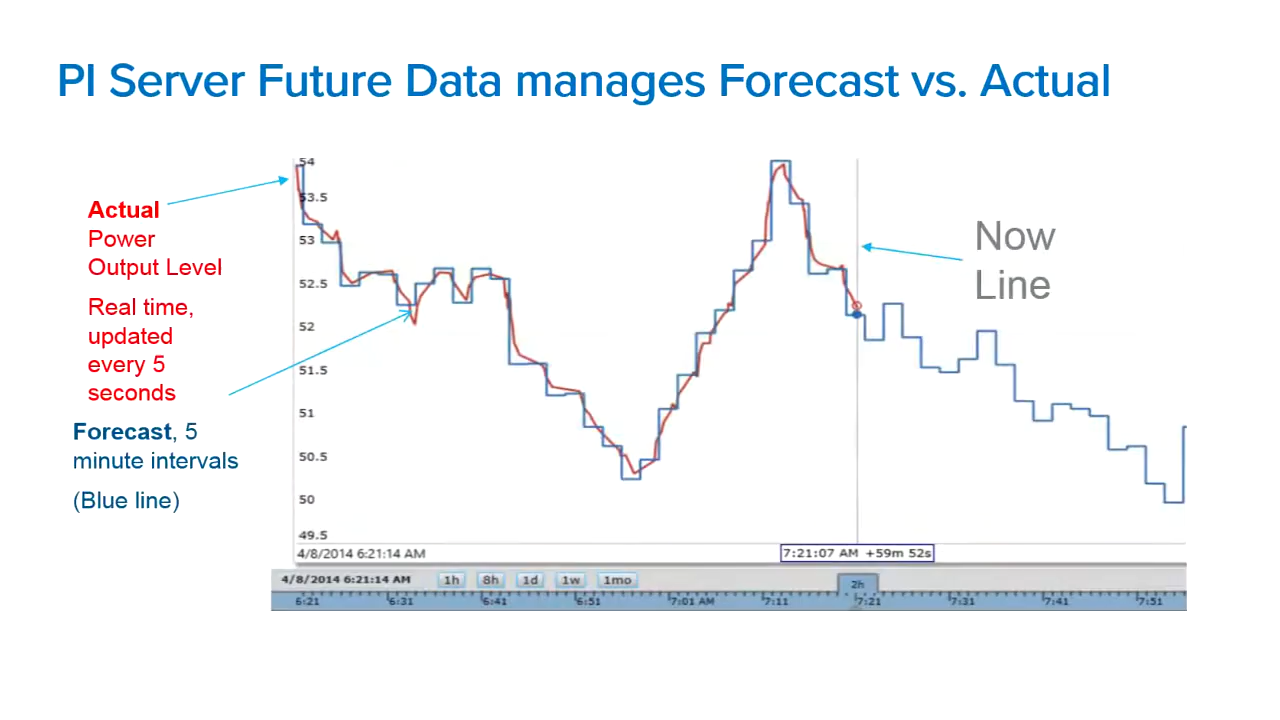 PI Server Future Data manages Forecast vs. Actual
Actual
Power
Output Level
Real time,
updated
every 5
seconds
Forecast, 5
minute intervals
(Blue line)
54
53.5
53
52.5
52
51.5
51
50.5
50
49.5
Now
Line
4/8/2014 6:21:14 AM
7:21:07 AM +59m 52s
4/8/2014 6:21:14 AM 1h 8h 1d 1w 1mo 2h
6:21 6:31 6:41 6:51 7:01 AM 7:11 7:21 7:31 7:41 7:51